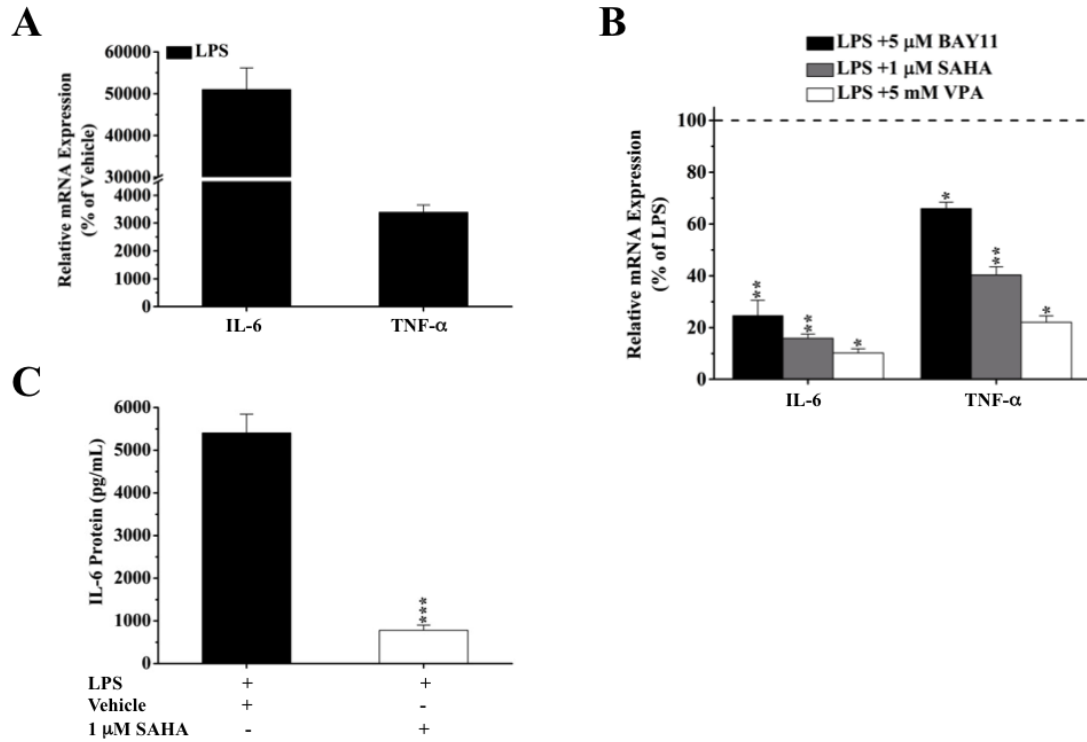 A
LPS
Relative mRNA Expression
(% of Vehicle)
60000
50000
40000
30000
4000
3000
2000
1000
0
IL-6 TNF-α
B
LPS +5 μM BAY11
LPS +1 μM SAHA
LPS +5 mM VPA
Relative mRNA Expression
(% of LPS)
100
80
60
40
20
0
** ** * * ** *
IL-6 TNF-α
C
IL-6 Protein (pg/mL)
6000
5000
4000
3000
2000
1000
0
***
LPS + +
Vehicle + -
1 μM SAHA - +